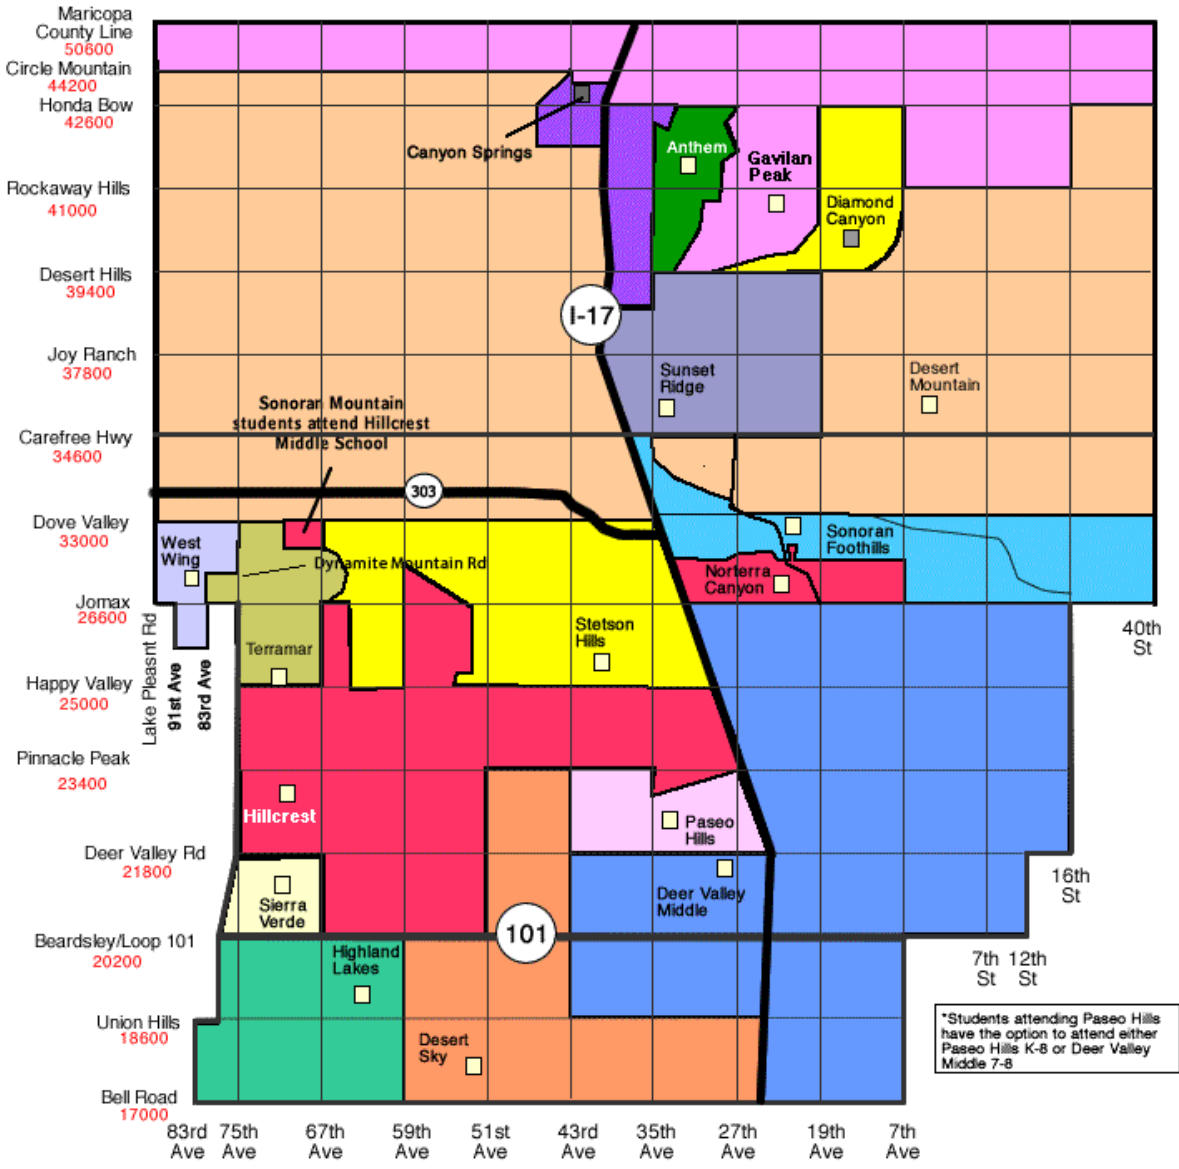 Maricopa
County Line
50600
Circle Mountain
44200
Honda Bow
42600
Canyon Springs
Anthem
Gavilan
Peak
Rockaway Hills
41000
Diamond
Canyon
Desert Hills
39400
I-17
Joy Ranch
37800
Sunset
Ridge
Desert
Mountain
Sonoran Mountain
students attend Hillcrest
Middle School
Carefree Hwy
34600
303
Dove Valley
33000
West
Wing
Dynamite Mountain Rd
Sonoran
Foothills
Norterra
Canyon
Jomax
26600
Lake Pleasnt Rd
91st Ave
83rd Ave
Terramar
Stetson
Hills
40th
St
Happy Valley
25000
Pinnacle Peak
23400
Hillcrest
Paseo
Hills
Deer Valley Rd
21800
Sierra
Verde
Deer Valley
Middle
16th
St
101
Beardsley/Loop 101
20200
Highland
Lakes
7th
St
12th
St
Union Hills
18600
Desert
Sky
*Students attending Paseo Hills
have the option to attend either
Paseo Hills K-8 or Deer Valley
Middle 7-8
Bell Road
17000
83rd
Ave
75th
Ave
67th
Ave
59th
Ave
51st
Ave
43rd
Ave
35th
Ave
27th
Ave
19th
Ave
7th
Ave